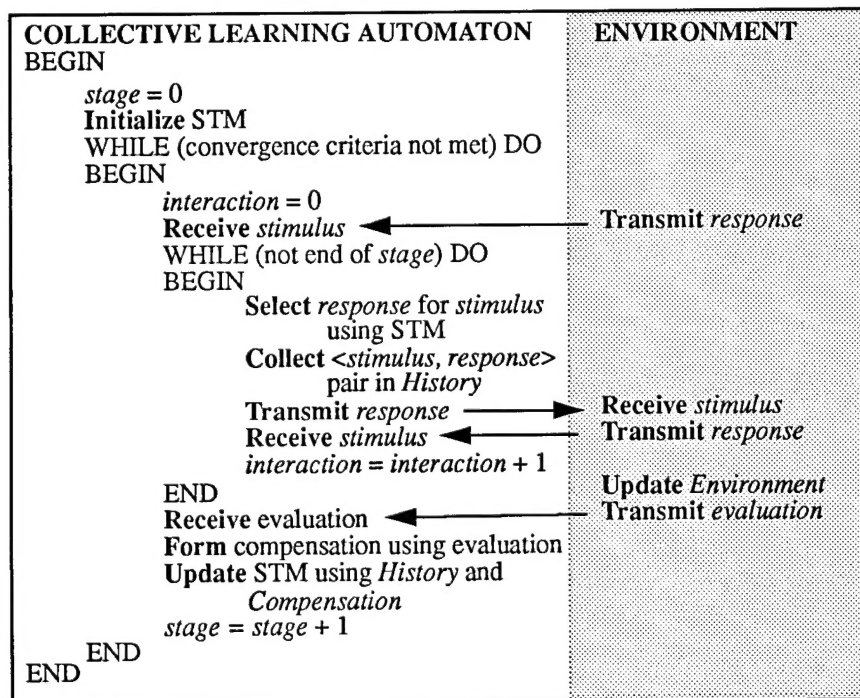 COLLECTIVE LEARNING AUTOMATON ENVIRONMENT
BEGIN
stage = 0
Initialize STM
WHILE (convergence criteria not met) DO
BEGIN
interaction = 0
Receive stimulus Transmit response
WHILE (not end of stage) DO
BEGIN
Select response for stimulus
using STM
Collect <stimulus, response>
pair in History
Transmit response Receive stimulus
Receive stimulus Transmit response
interaction = interaction + 1
END Update Environment
Receive evaluation Transmit evaluation
Form compensation using evaluation
Update STM using History and
Compensation
stage = stage + 1
END
END